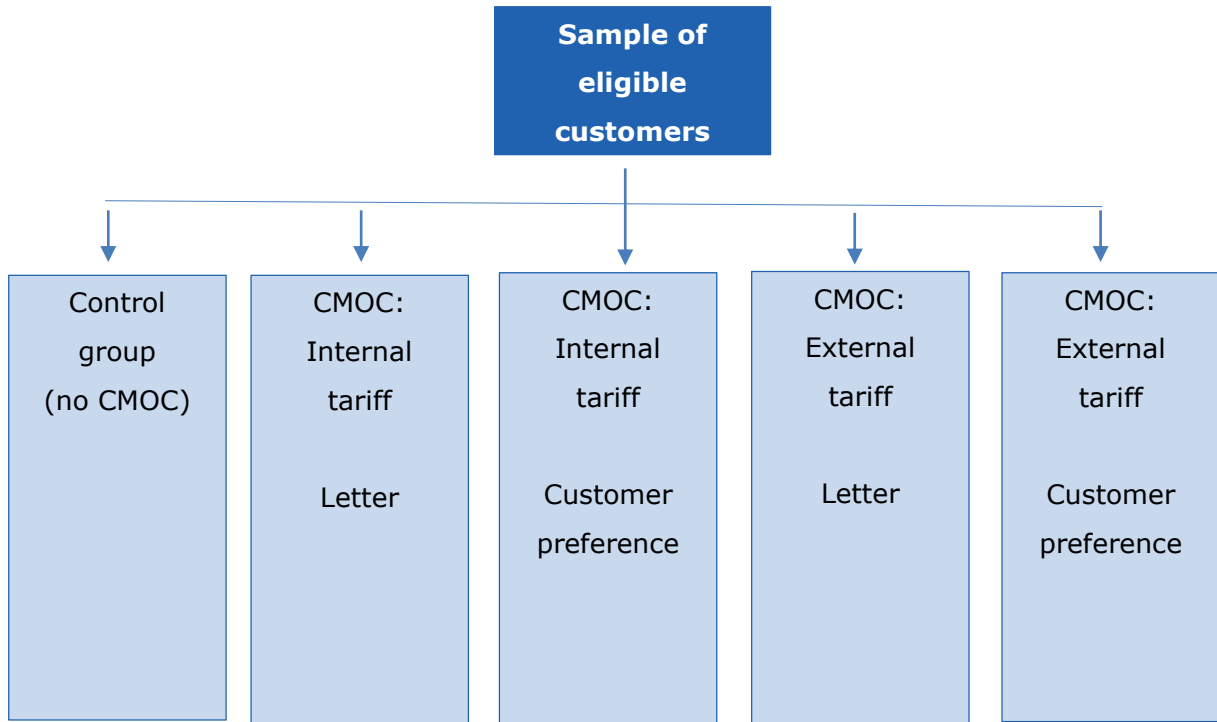 Sample of
eligible
customers
Control
group
(no CMOC)
CMOC:
Internal
tariff
Letter
CMOC:
Internal
tariff
Customer
preference
CMOC:
External
tariff
Letter
CMOC:
External
tariff
Customer
preference